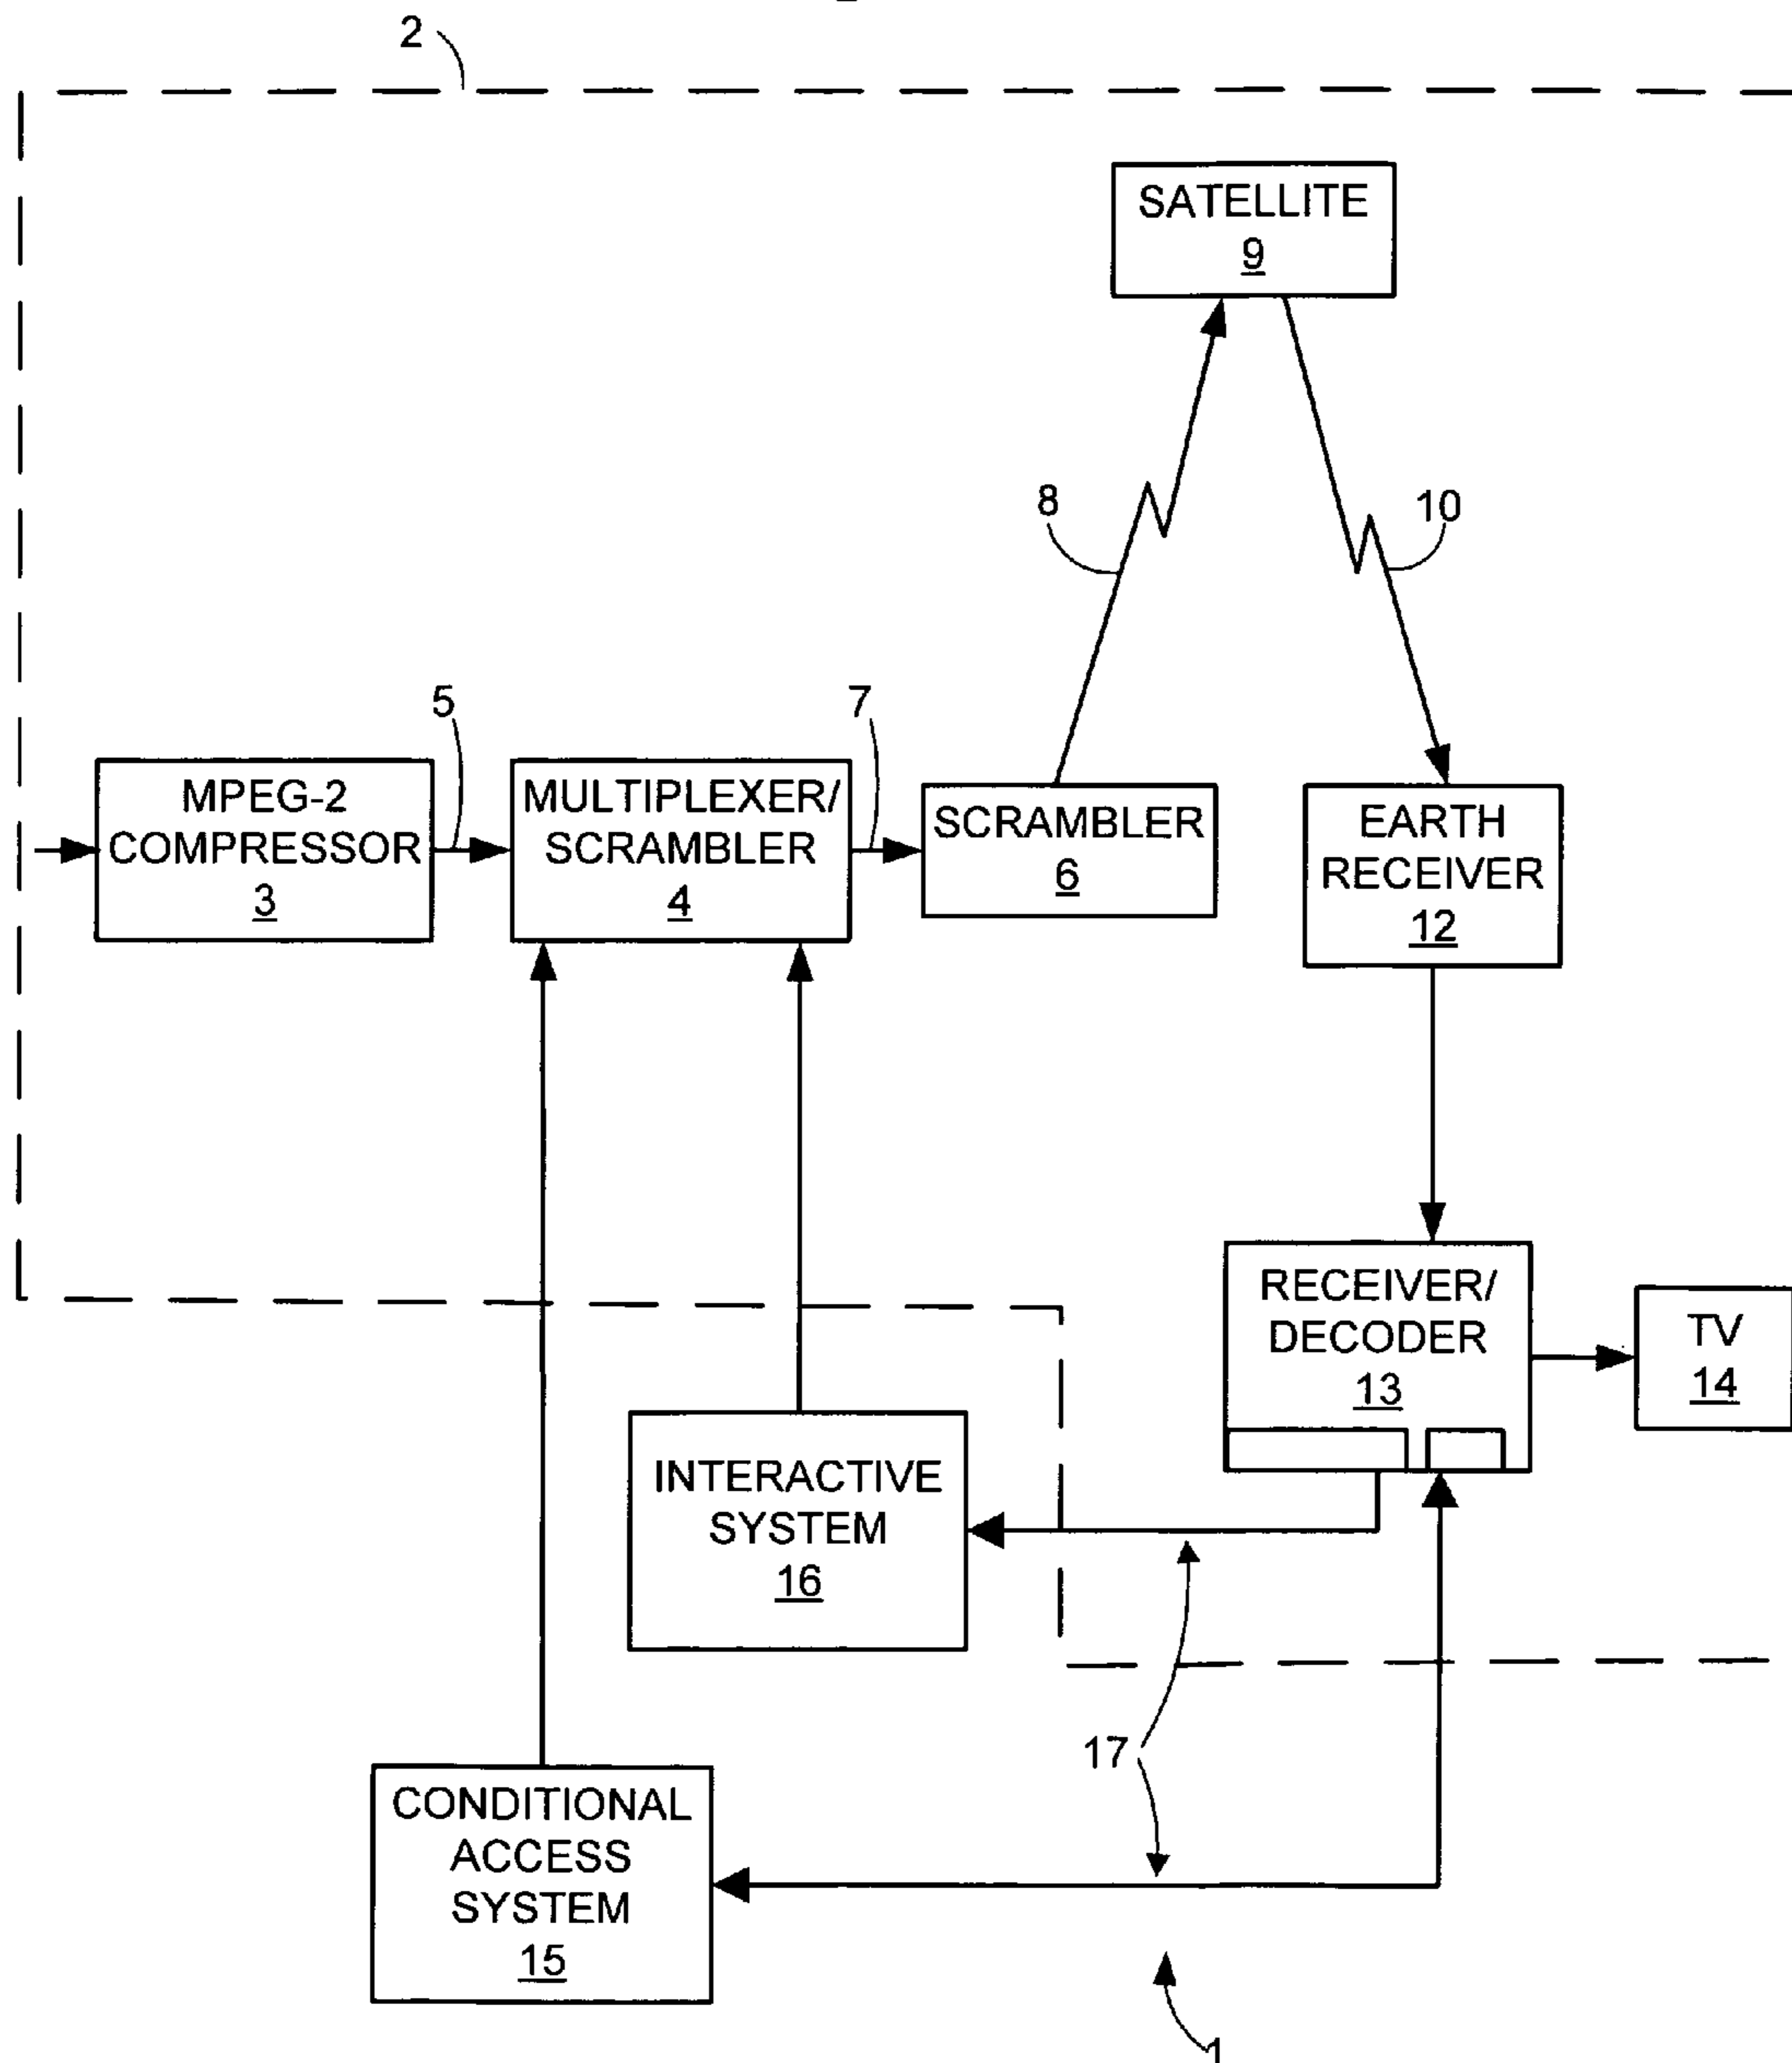 2
SATELLITE
9
8
10
5
7
MPEG-2
COMPRESSOR
3
MULTIPLEXER/
SCRAMBLER
4
SCRAMBLER
6
EARTH
RECEIVER
12
RECEIVER/
DECODER
13
TV
14
INTERACTIVE
SYSTEM
16
17
CONDITIONAL
ACCESS
SYSTEM
15
1